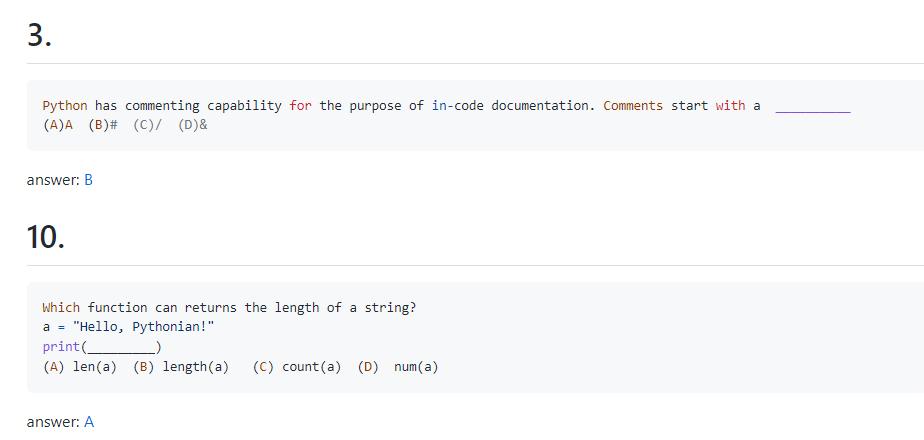 3.
Python has commenting capability for the purpose of in-code documentation. Comments start with a __________
(A)A  (B)#  (C)/  (D)&
answer: B
10.
Which function can returns the length of a string?
a = "Hello, Pythonian!"
print(_________)
(A) len(a)  (B) length(a)   (C) count(a)  (D)  num(a)
answer: A